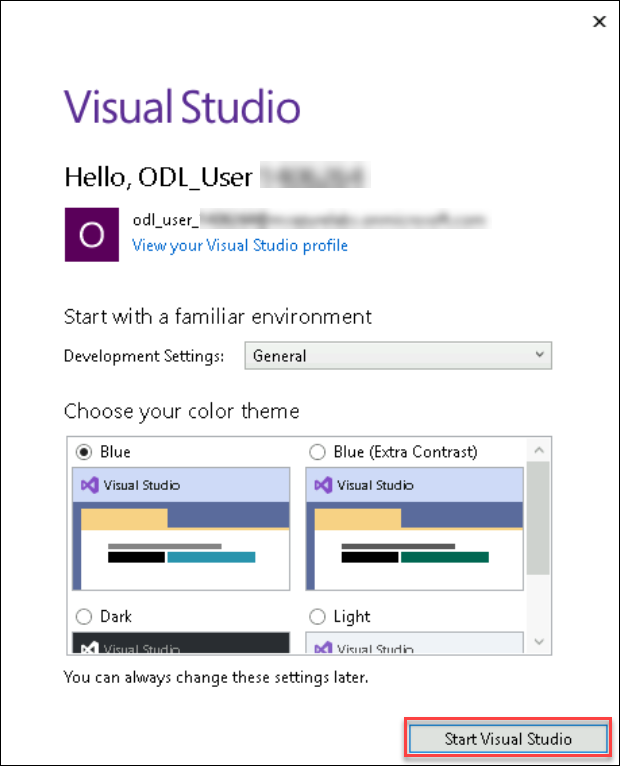 Visual Studio
Hello, ODL_User
odl_user_
View your Visual Studio profile
Start with a familiar environment
Development Settings: General
Choose your color theme
Blue
Blue (Extra Contrast)
Visual Studio
Visual Studio
Dark
Light
Visual Studio
Visual Studio
You can always change these settings later.
Start Visual Studio